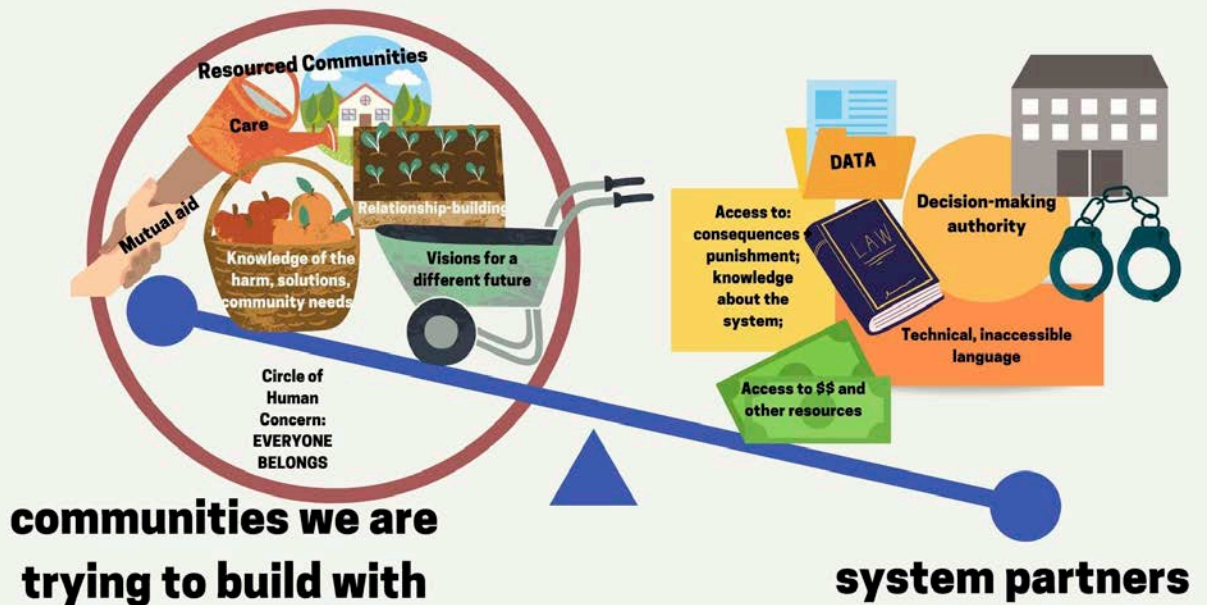 Resourced Communities
Care
Mutual aid
Relationship-building
Knowledge of the
harm, solutions,
community needs
Visions for a
different future
Circle of
Human
Concern:
EVERYONE
BELONGS
communities we are
trying to build with
DATA
Access to:
consequences +
punishment;
knowledge
about the
system;
LAW
Decision-making
authority
Technical, inaccessible
language
Access to $$ and
other resources
system partners